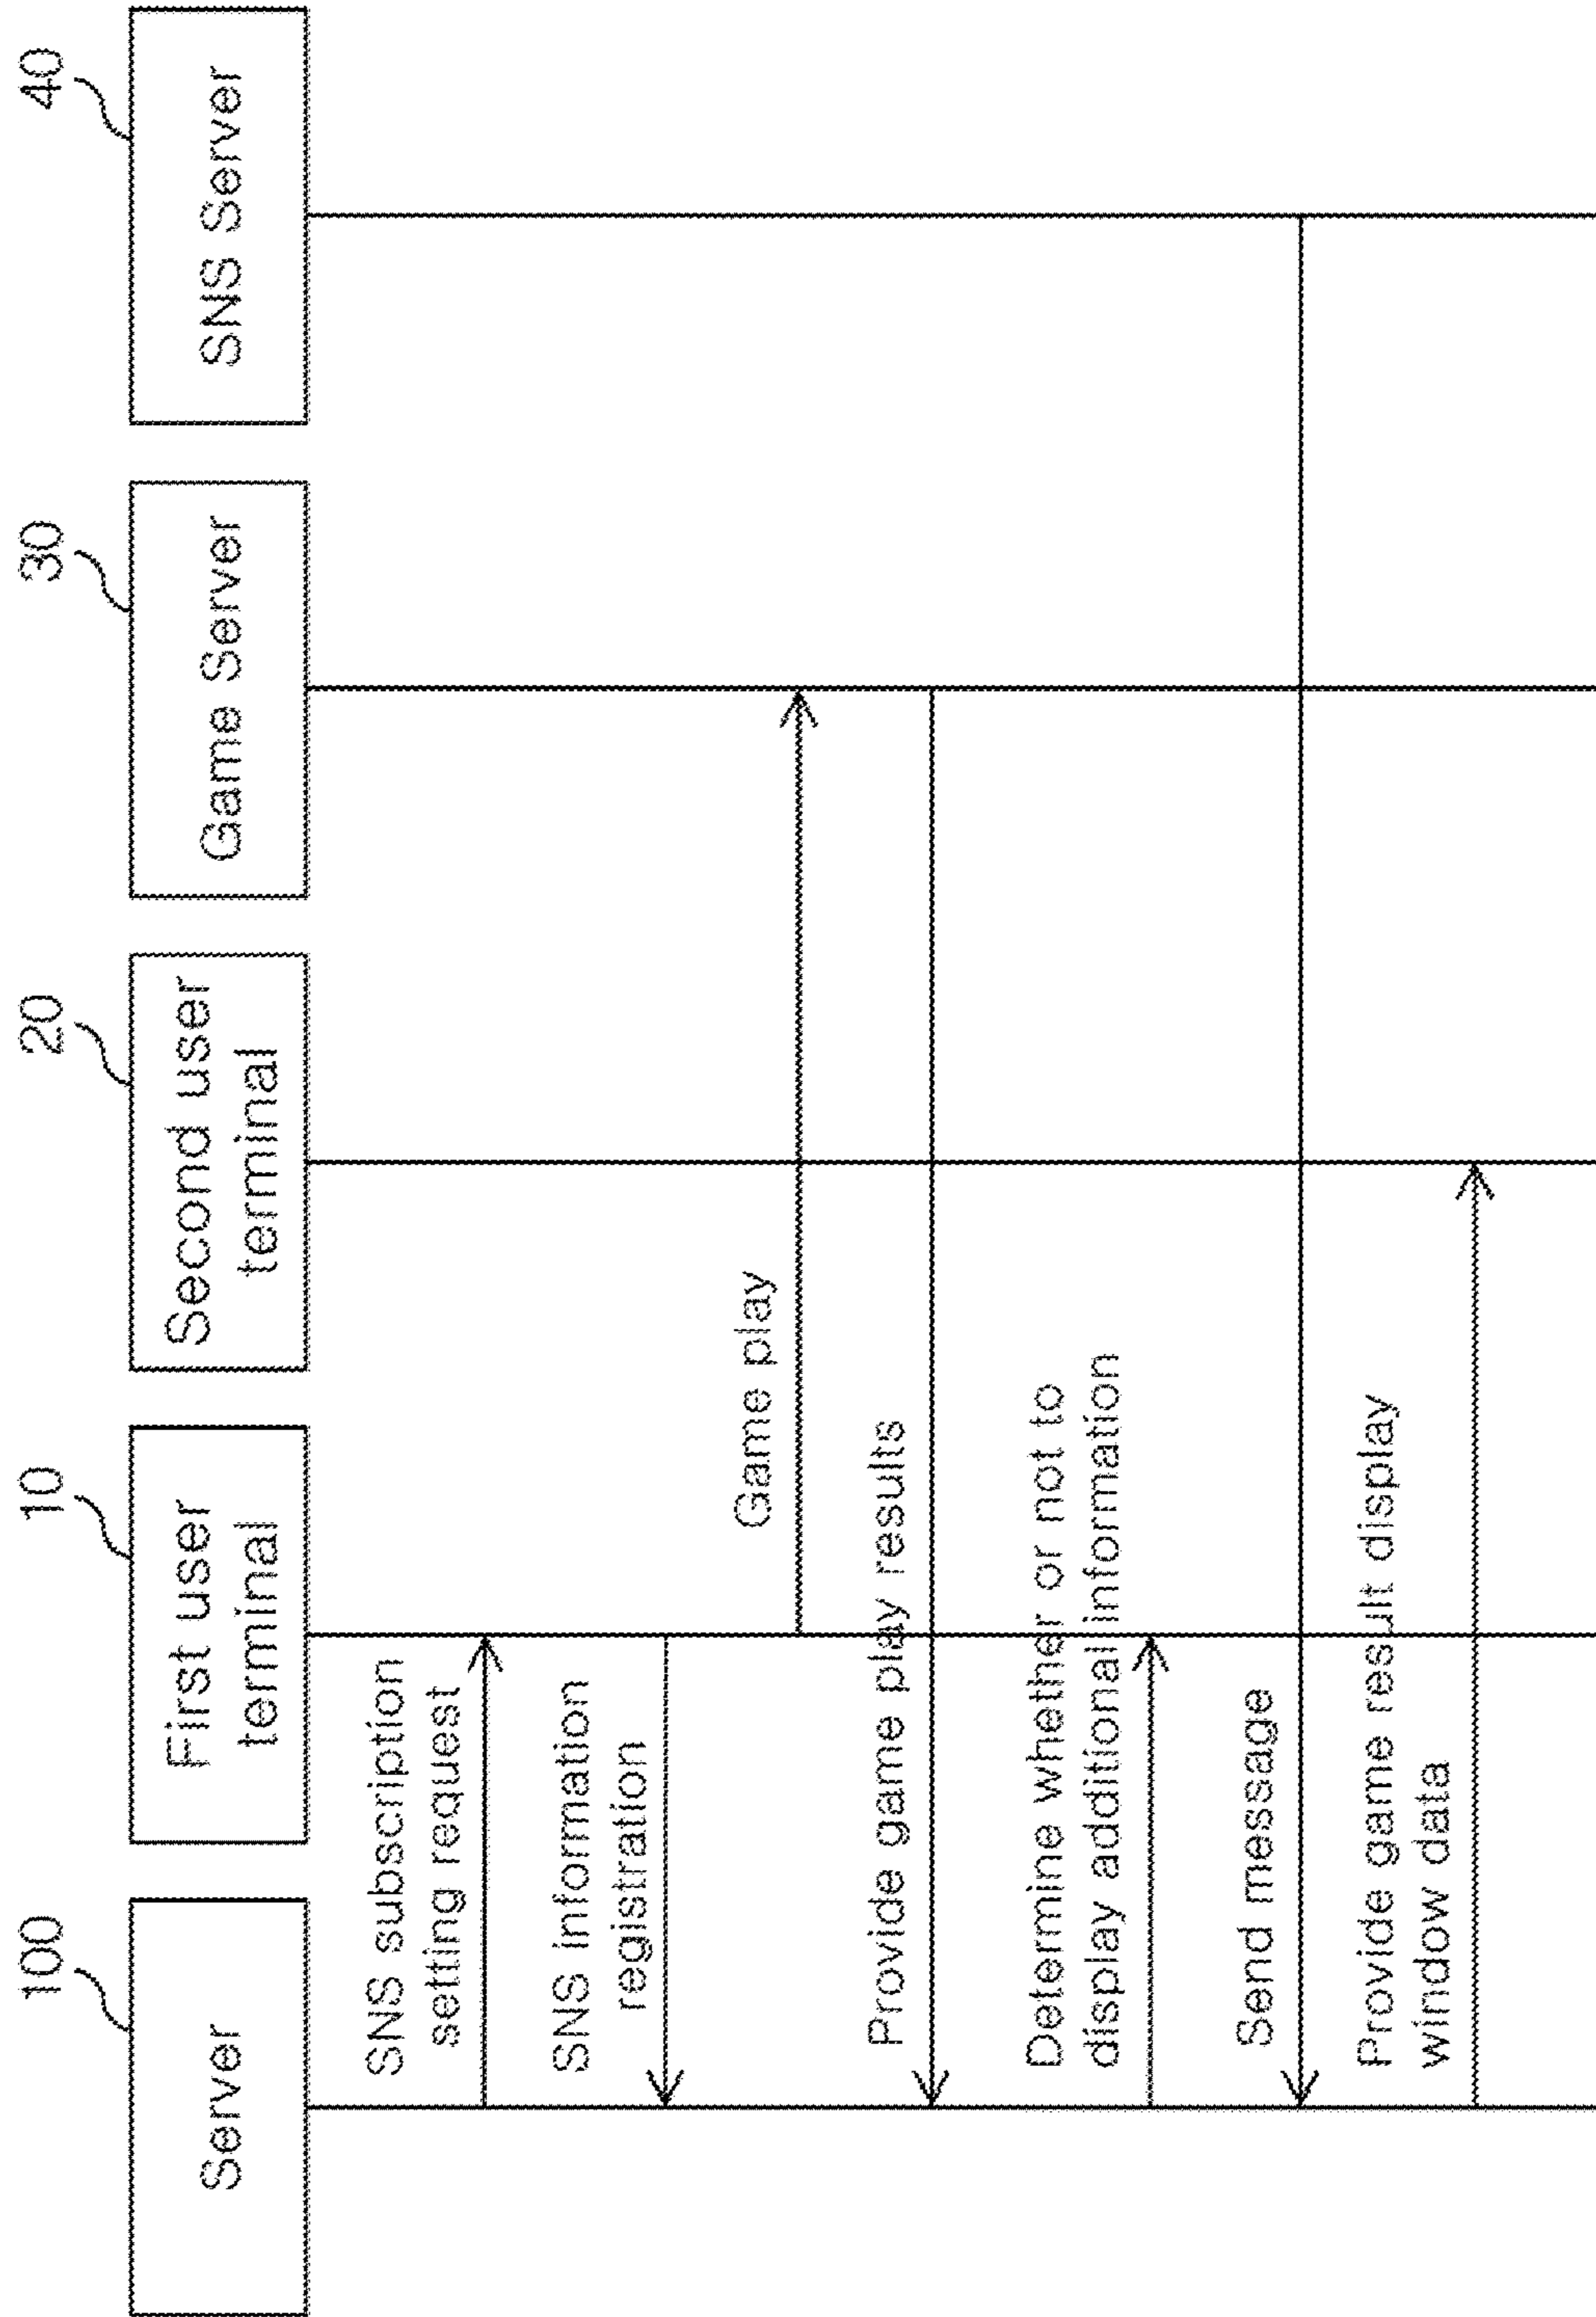 100
10
20
30
40
Server
First user
terminal
Second user
terminal
Game Server
SNS Server
SNS subscription
setting request
SNS information
registration
Game play
Provide game play results
Determine whether or not to
display additional information
Send message
Provide game result display
window data